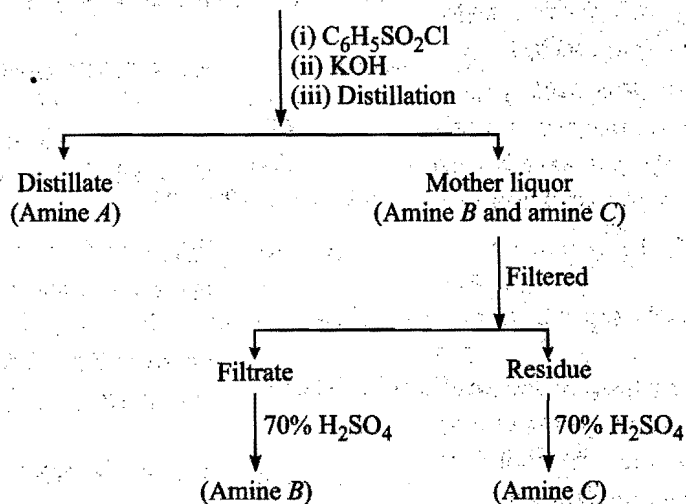 (i) C₆H₅SO₂Cl
(ii) KOH
(iii) Distillation
Distillate
(Amine A)
Mother liquor
(Amine B and amine C)
Filtered
Filtrate
Residue
70% H₂SO₄
70% H₂SO₄
(Amine B)
(Amine C)